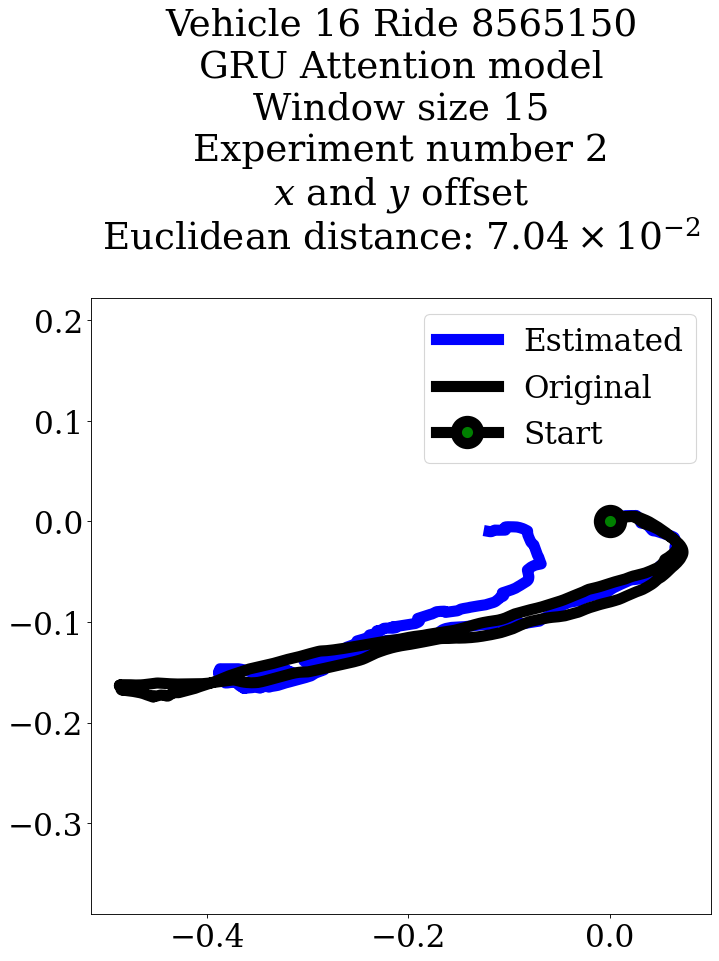 Vehicle 16 Ride 8565150
GRU Attention model
Window size 15
Experiment number 2
x and y offset
Euclidean distance: 7.04 × 10⁻²
Estimated
Original
Start
0.2
0.1
0.0
−0.1
−0.2
−0.3
−0.4
−0.2
0.0